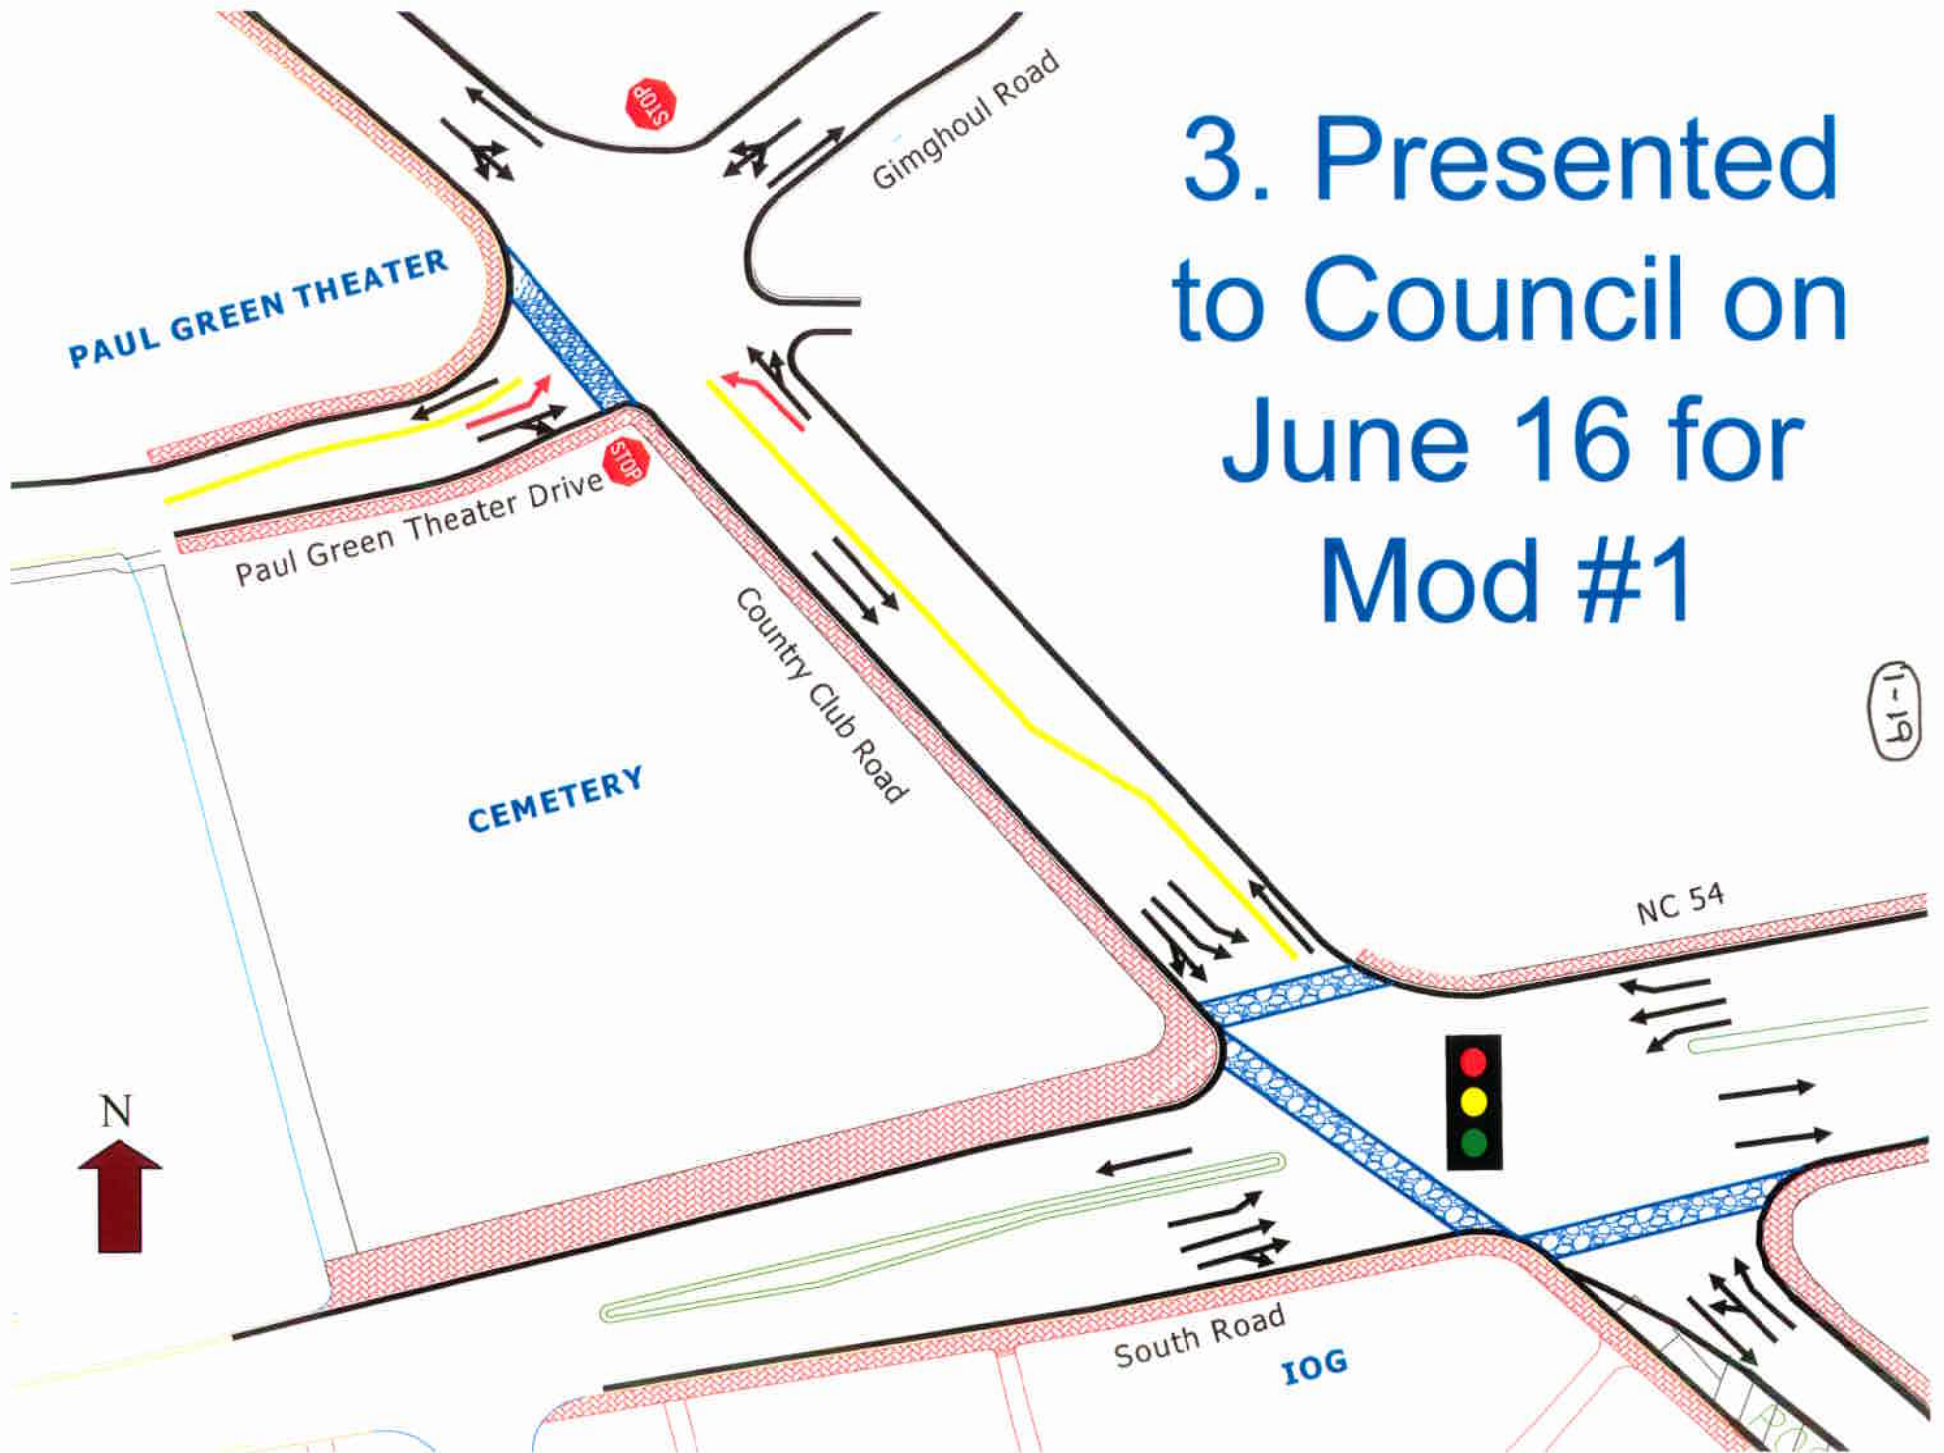 3. Presented
to Council on
June 16 for
Mod #1
STOP
Gimghoul Road
PAUL GREEN THEATER
STOP
Paul Green Theater Drive
Country Club Road
1-19
CEMETERY
NC 54
N
South Road
IOG